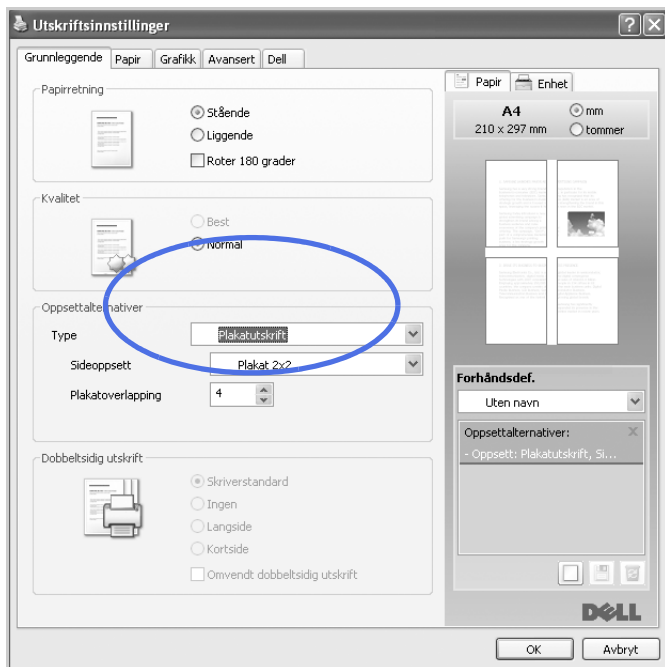 Utskriftsinnstillinger
Grunnleggende Papir Grafikk Avansert Dell
Papirretning
Stående
Liggende
Roter 180 grader
Kvalitet
Best
Normal
Oppsettalternativer
Type Plakatutskrift
Sideoppsett Plakat 2x2
Plakatoverlapping 4
Dobbeltsidig utskrift
Skriverstandard
Ingen
Langside
Kortside
Omvendt dobbeltsidig utskrift
Papir Enhet
A4 mm
210 x 297 mm tommer
Forhåndsdef.
Uten navn
Oppsettalternativer:
- Oppsett: Plakatutskrift, Si...
DELL
OK Avbryt